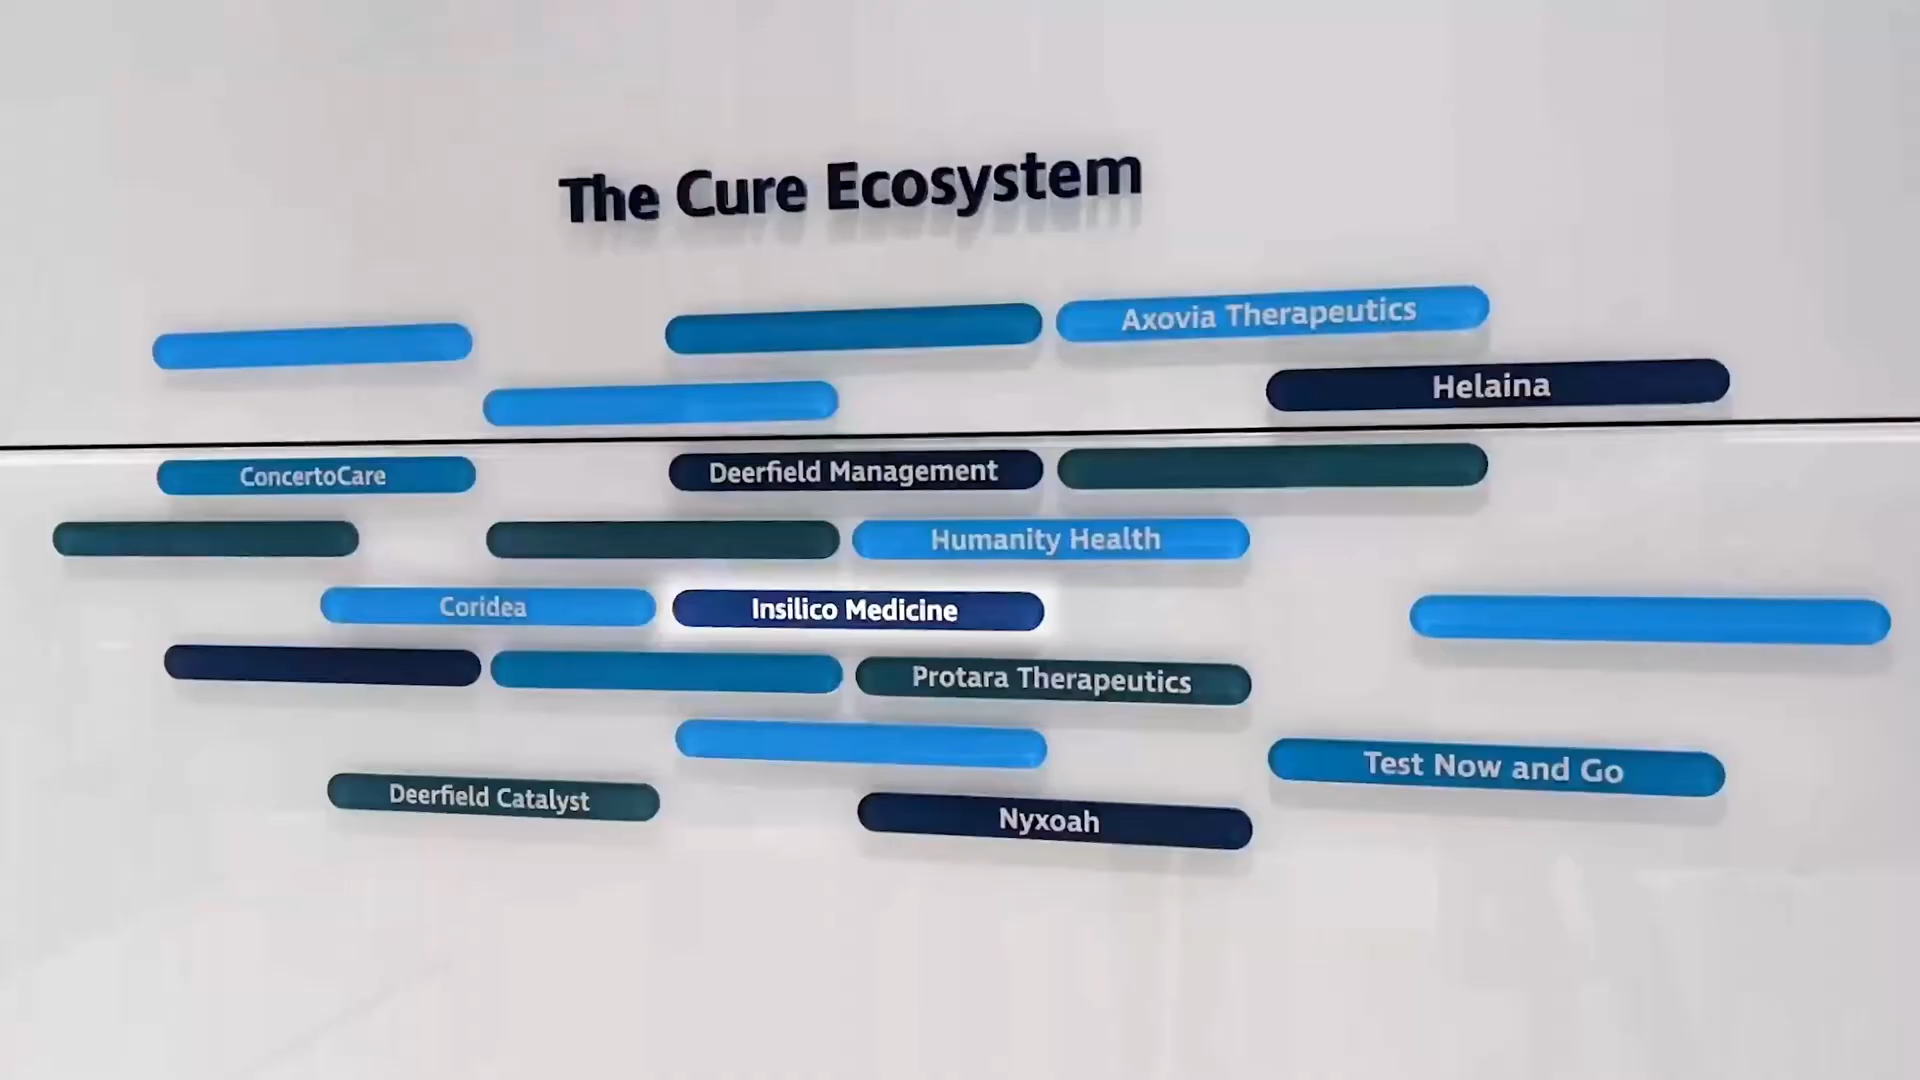 The Cure Ecosystem
Axovia Therapeutics
Helaina
ConcertoCare
Deerfield Management
Humanity Health
Coridea
Insilico Medicine
Protara Therapeutics
Test Now and Go
Deerfield Catalyst
Nyxoah